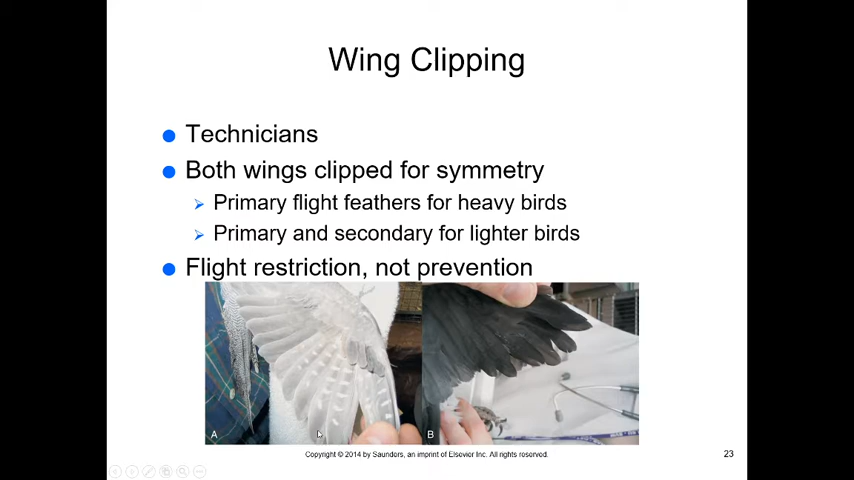 Wing Clipping
Technicians
Both wings clipped for symmetry
Primary flight feathers for heavy birds
Primary and secondary for lighter birds
Flight restriction, not prevention
A
B
Copyright © 2014 by Saunders, an imprint of Elsevier Inc. All rights reserved.
23